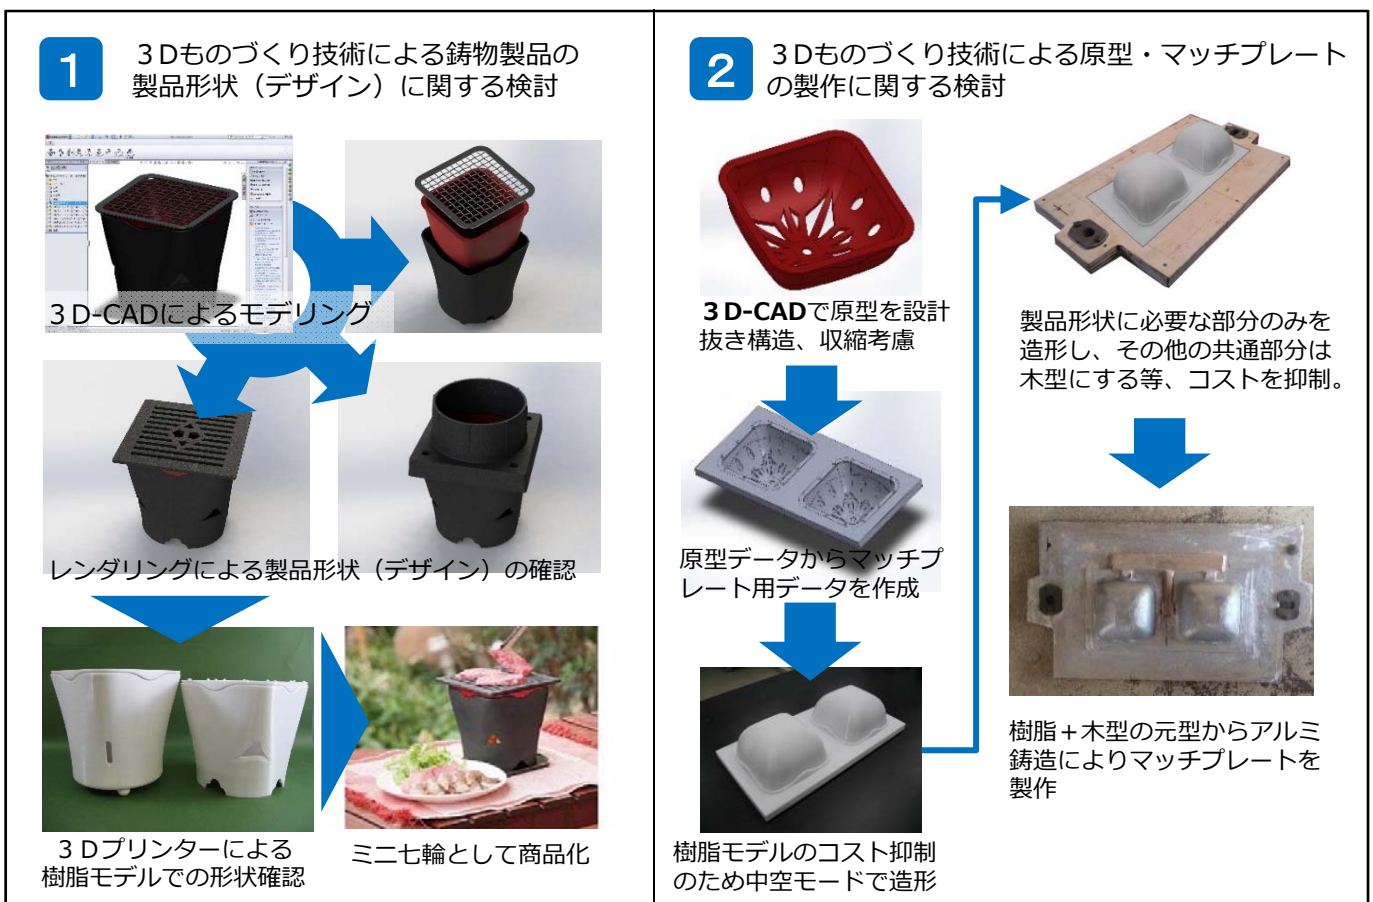 1
３Dものづくり技術による鋳物製品の
製品形状（デザイン）に関する検討
３D-CADによるモデリング
レンダリングによる製品形状（デザイン）の確認
３Dプリンターによる
樹脂モデルでの形状確認
ミニ七輪として商品化
2
３Dものづくり技術による原型・マッチプレート
の製作に関する検討
３D-CADで原型を設計
抜き構造、収縮考慮
原型データからマッチプ
レート用データを作成
樹脂モデルのコスト抑制
のため中空モードで造形
製品形状に必要な部分のみを
造形し、その他の共通部分は
木型にする等、コストを抑制。
樹脂＋木型の元型からアルミ
鋳造によりマッチプレートを
製作